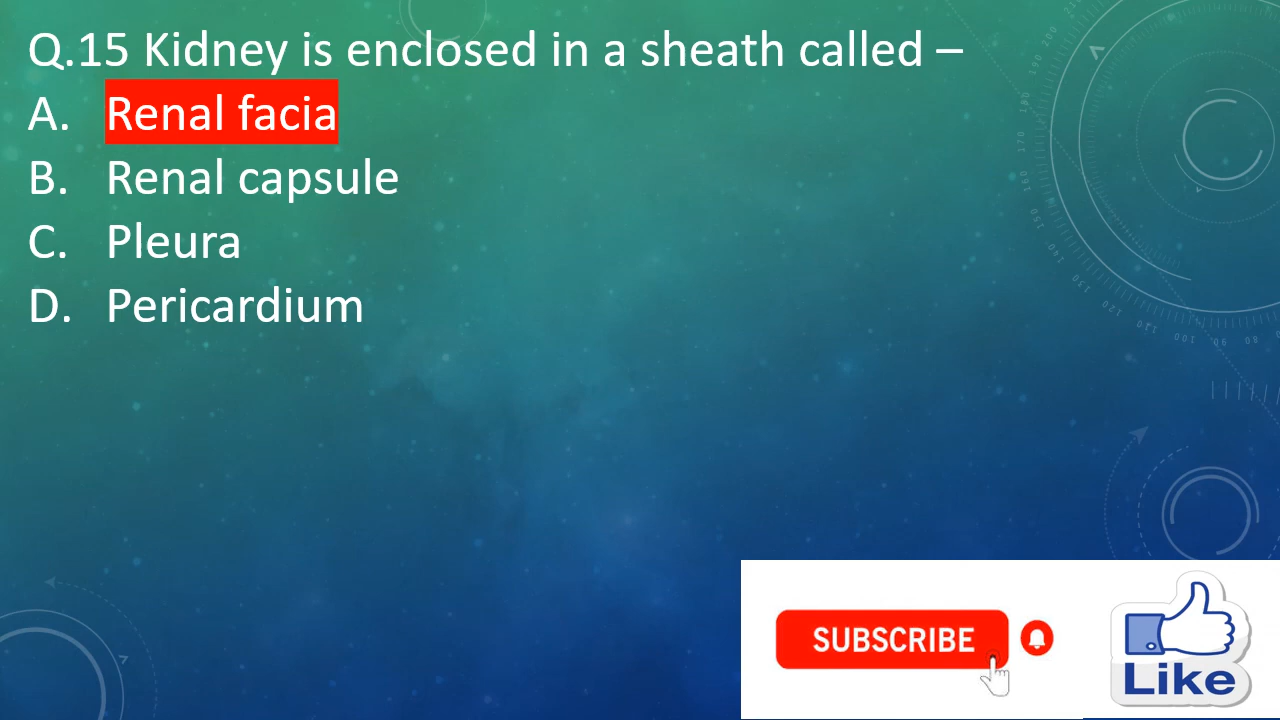 Q.15 Kidney is enclosed in a sheath called –
A. Renal facia
B. Renal capsule
C. Pleura
D. Pericardium
SUBSCRIBE
Like